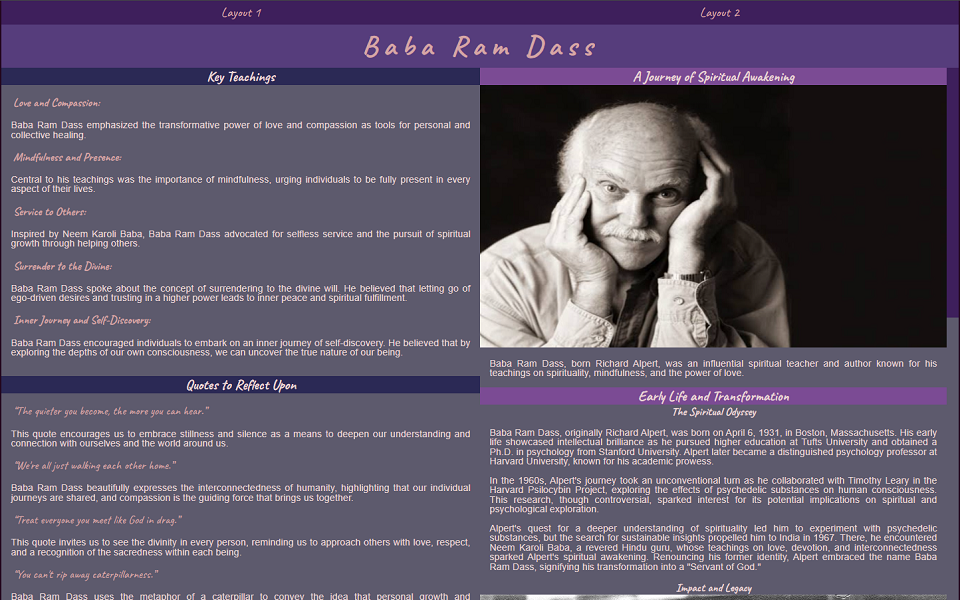 Layout 1
Layout 2
Baba Ram Dass
Key Teachings
Love and Compassion:
Baba Ram Dass emphasized the transformative power of love and compassion as tools for personal and
collective healing.
Mindfulness and Presence:
Central to his teachings was the importance of mindfulness, urging individuals to be fully present in every
aspect of their lives.
Service to Others:
Inspired by Neem Karoli Baba, Baba Ram Dass advocated for selfless service and the pursuit of spiritual
growth through helping others.
Surrender to the Divine:
Baba Ram Dass spoke about the concept of surrendering to the divine will. He believed that letting go of
ego-driven desires and trusting in a higher power leads to inner peace and spiritual fulfillment.
Inner Journey and Self-Discovery:
Baba Ram Dass encouraged individuals to embark on an inner journey of self-discovery. He believed that by
exploring the depths of our own consciousness, we can uncover the true nature of our being.
Quotes to Reflect Upon
"The quieter you become, the more you can hear."
This quote encourages us to embrace stillness and silence as a means to deepen our understanding and
connection with ourselves and the world around us.
"We're all just walking each other home."
Baba Ram Dass beautifully expresses the interconnectedness of humanity, highlighting that our individual
journeys are shared, and compassion is the guiding force that brings us together.
"Treat everyone you meet like God in drag."
This quote invites us to see the divinity in every person, reminding us to approach others with love, respect,
and a recognition of the sacredness within each being.
"You can't rip away caterpillarness."
Baba Ram Dass uses the metaphor of a caterpillar to convey the idea that personal growth and
A Journey of Spiritual Awakening
Baba Ram Dass, born Richard Alpert, was an influential spiritual teacher and author known for his
teachings on spirituality, mindfulness, and the power of love.
Early Life and Transformation
The Spiritual Odyssey
Baba Ram Dass, originally Richard Alpert, was born on April 6, 1931, in Boston, Massachusetts. His early
life showcased intellectual brilliance as he pursued higher education at Tufts University and obtained a
Ph.D. in psychology from Stanford University. Alpert later became a distinguished psychology professor at
Harvard University, known for his academic prowess.
In the 1960s, Alpert's journey took an unconventional turn as he collaborated with Timothy Leary in the
Harvard Psilocybin Project, exploring the effects of psychedelic substances on human consciousness.
This research, though controversial, sparked interest for its potential implications on spiritual and
psychological exploration.
Alpert's quest for a deeper understanding of spirituality led him to experiment with psychedelic
substances, but the search for sustainable insights propelled him to India in 1967. There, he encountered
Neem Karoli Baba, a revered Hindu guru, whose teachings on love, devotion, and interconnectedness
sparked Alpert's spiritual awakening. Renouncing his former identity, Alpert embraced the name Baba
Ram Dass, signifying his transformation into a "Servant of God."
Impact and Legacy